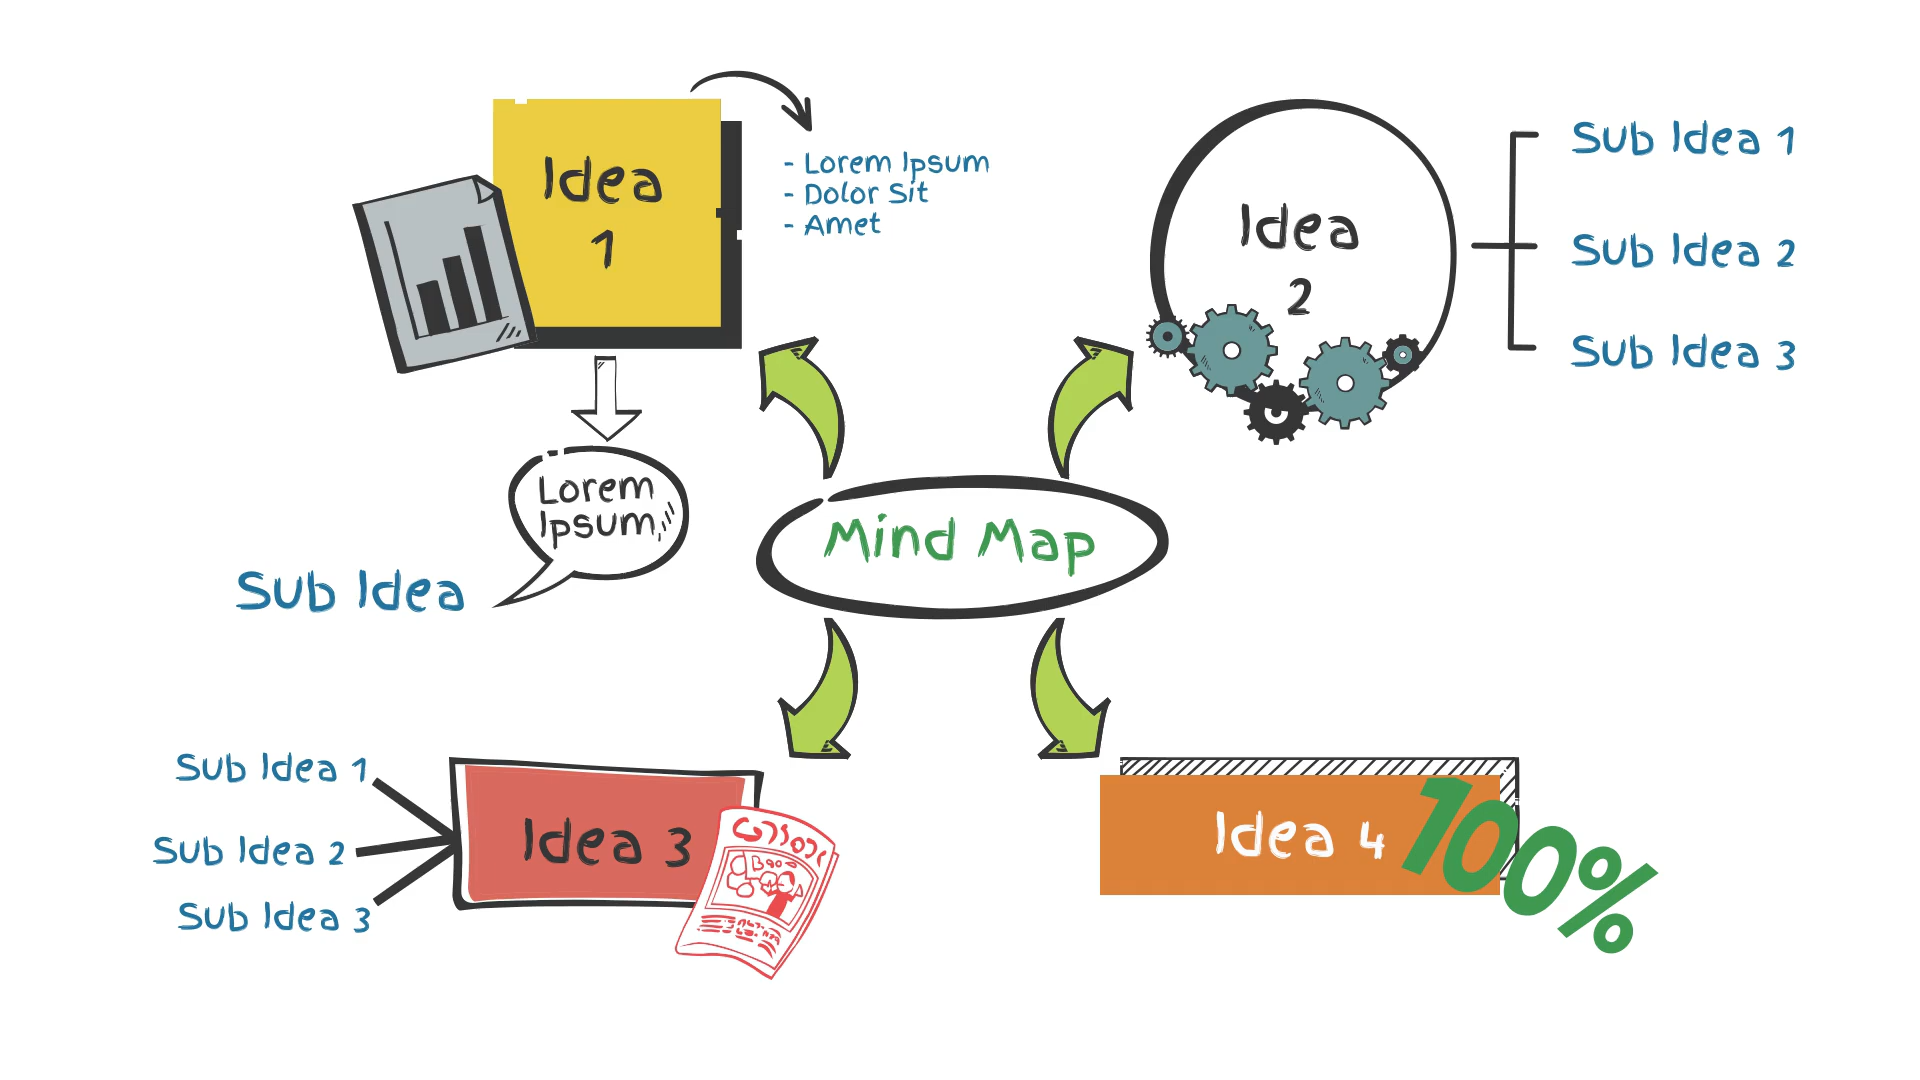 Idea
1
- Lorem Ipsum
- Dolor Sit
- Amet
Lorem
Ipsum
Sub Idea
Idea
2
Sub Idea 1
Sub Idea 2
Sub Idea 3
Mind Map
Sub Idea 1
Sub Idea 2
Sub Idea 3
Idea 3
Idea 4
100%